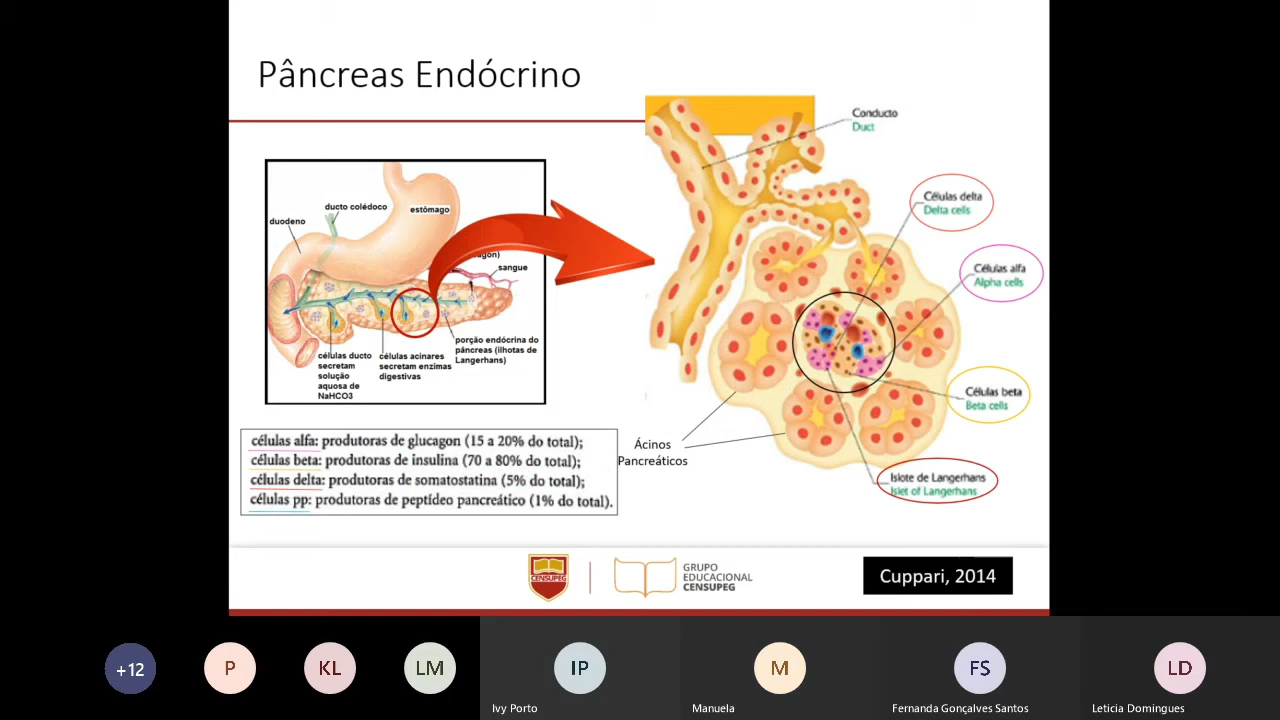 Pâncreas Endócrino
duodeno
ducto colédoco
estômago
sangue
células ducto
secretam
solução
aquosa de
NaHCO3
células acinares
secretam enzimas
digestivas
porção endócrina do
pâncreas (ilhotas de
Langerhans)
Conducto
Duct
Células delta
Delta cells
Células alfa
Alpha cells
Células beta
Beta cells
Islote de Langerhans
Islet of Langerhans
Ácinos
Pancreáticos
células alfa: produtoras de glucagon (15 a 20% do total);
células beta: produtoras de insulina (70 a 80% do total);
células delta: produtoras de somatostatina (5% do total);
células pp: produtoras de peptídeo pancreático (1% do total).
CENSUPEG
GRUPO
EDUCACIONAL
CENSUPEG
Cuppari, 2014
+12
P
KL
LM
IP
M
FS
LD
Ivy Porto
Manuela
Fernanda Gonçalves Santos
Leticia Domingues